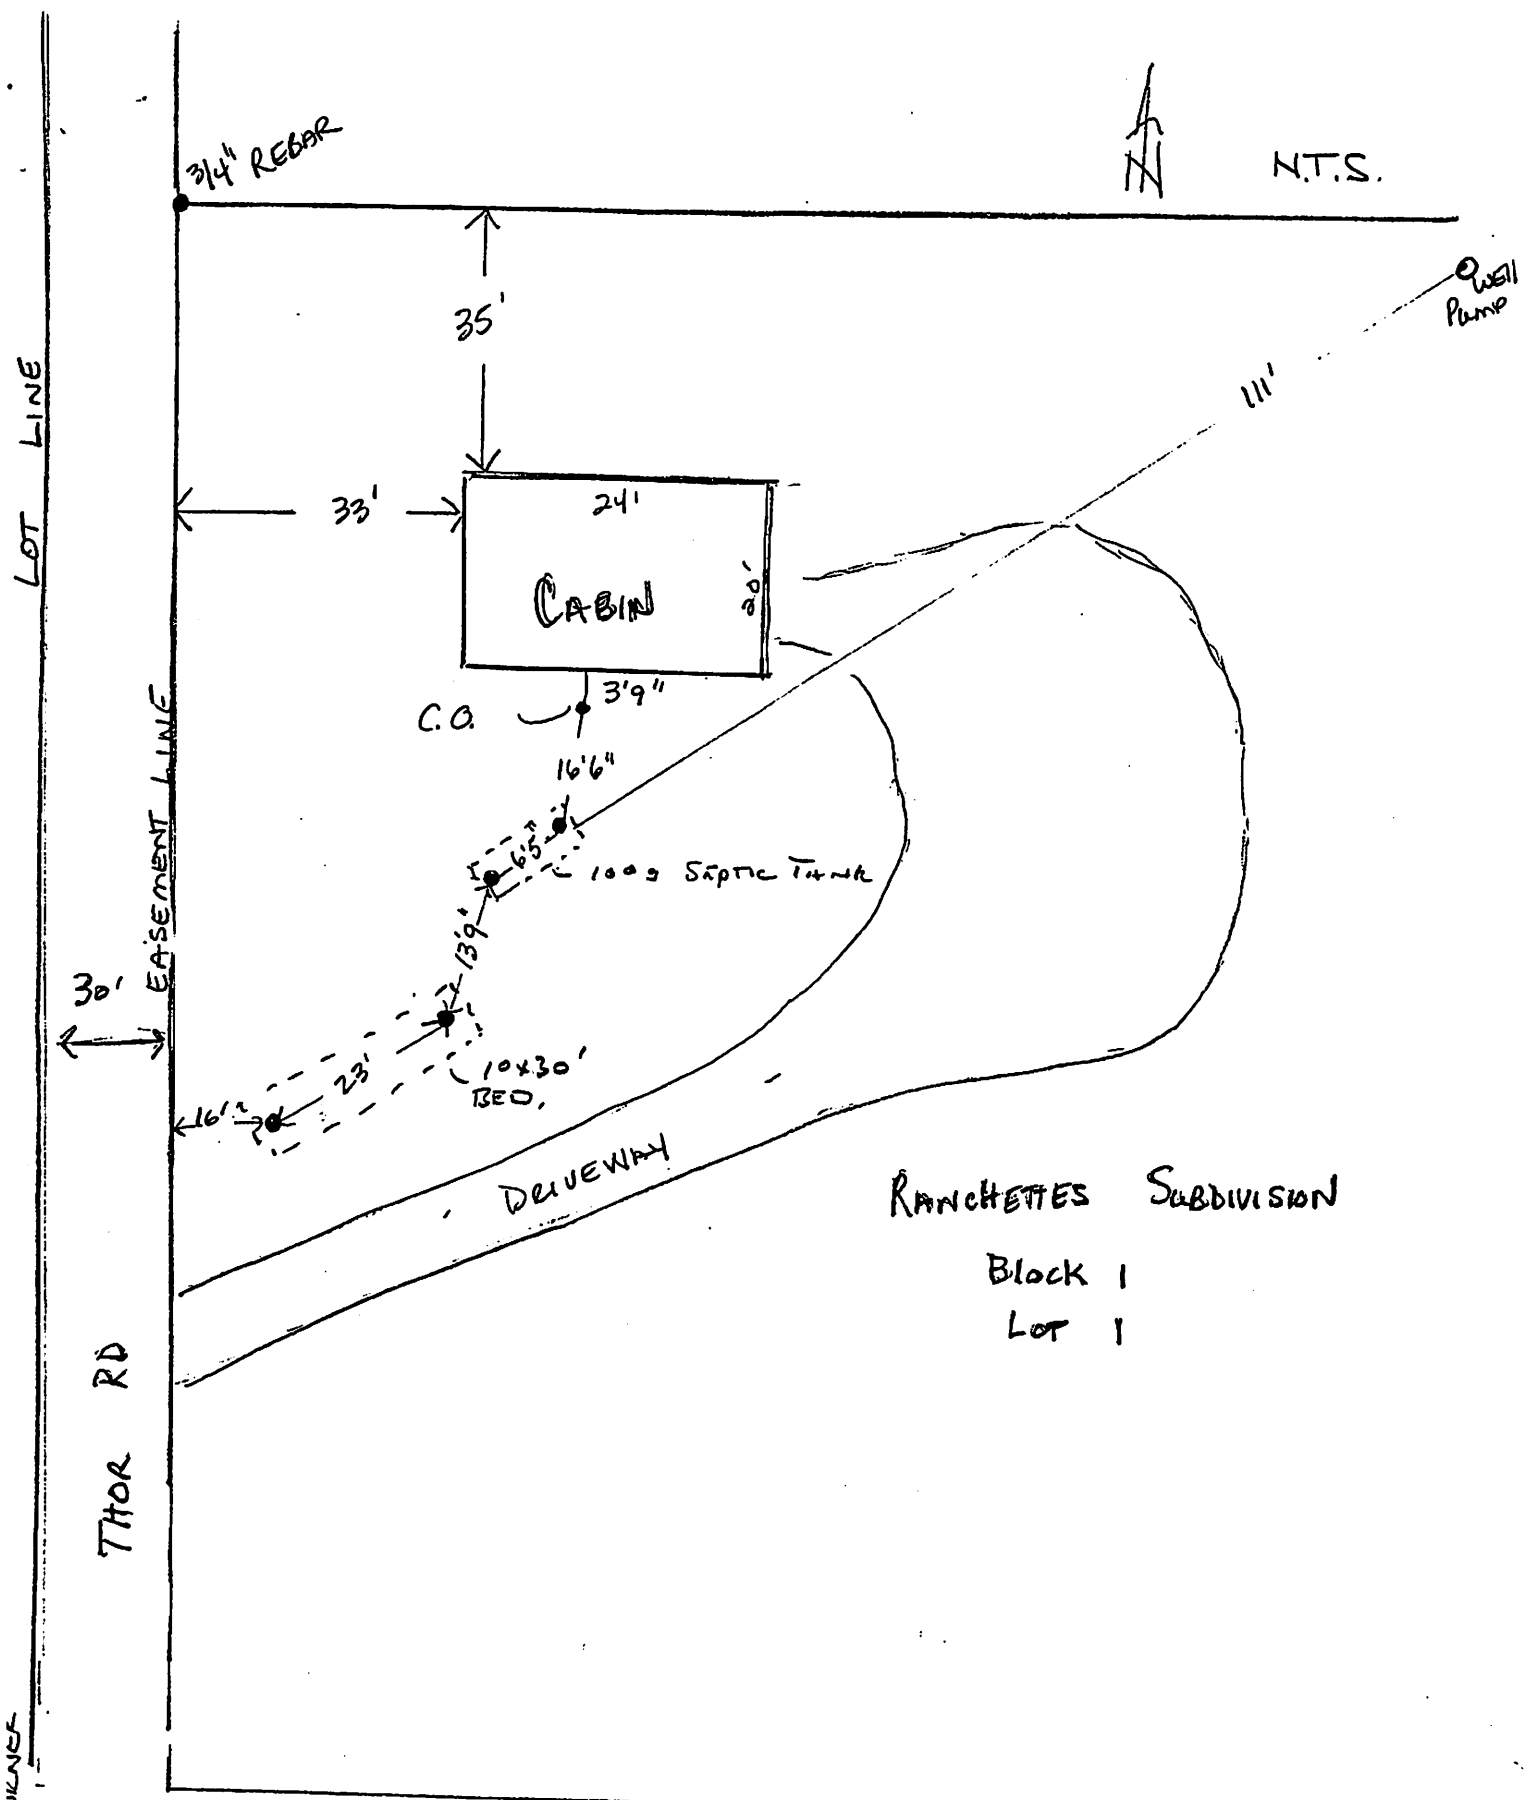 3/4" REBAR
N
N.T.S.
WEll
Pump
35'
111'
LOT LINE
33'
24'
CABIN
20'
3'9"
C.O.
16'6"
EASEMENT LINE
6'5"
Septic Tank
13'9"
30'
23'
10x30'
BED.
16'
DRIVEWAY
RANCHETTES SUBDIVISION
Block 1
Lot 1
THOR RD